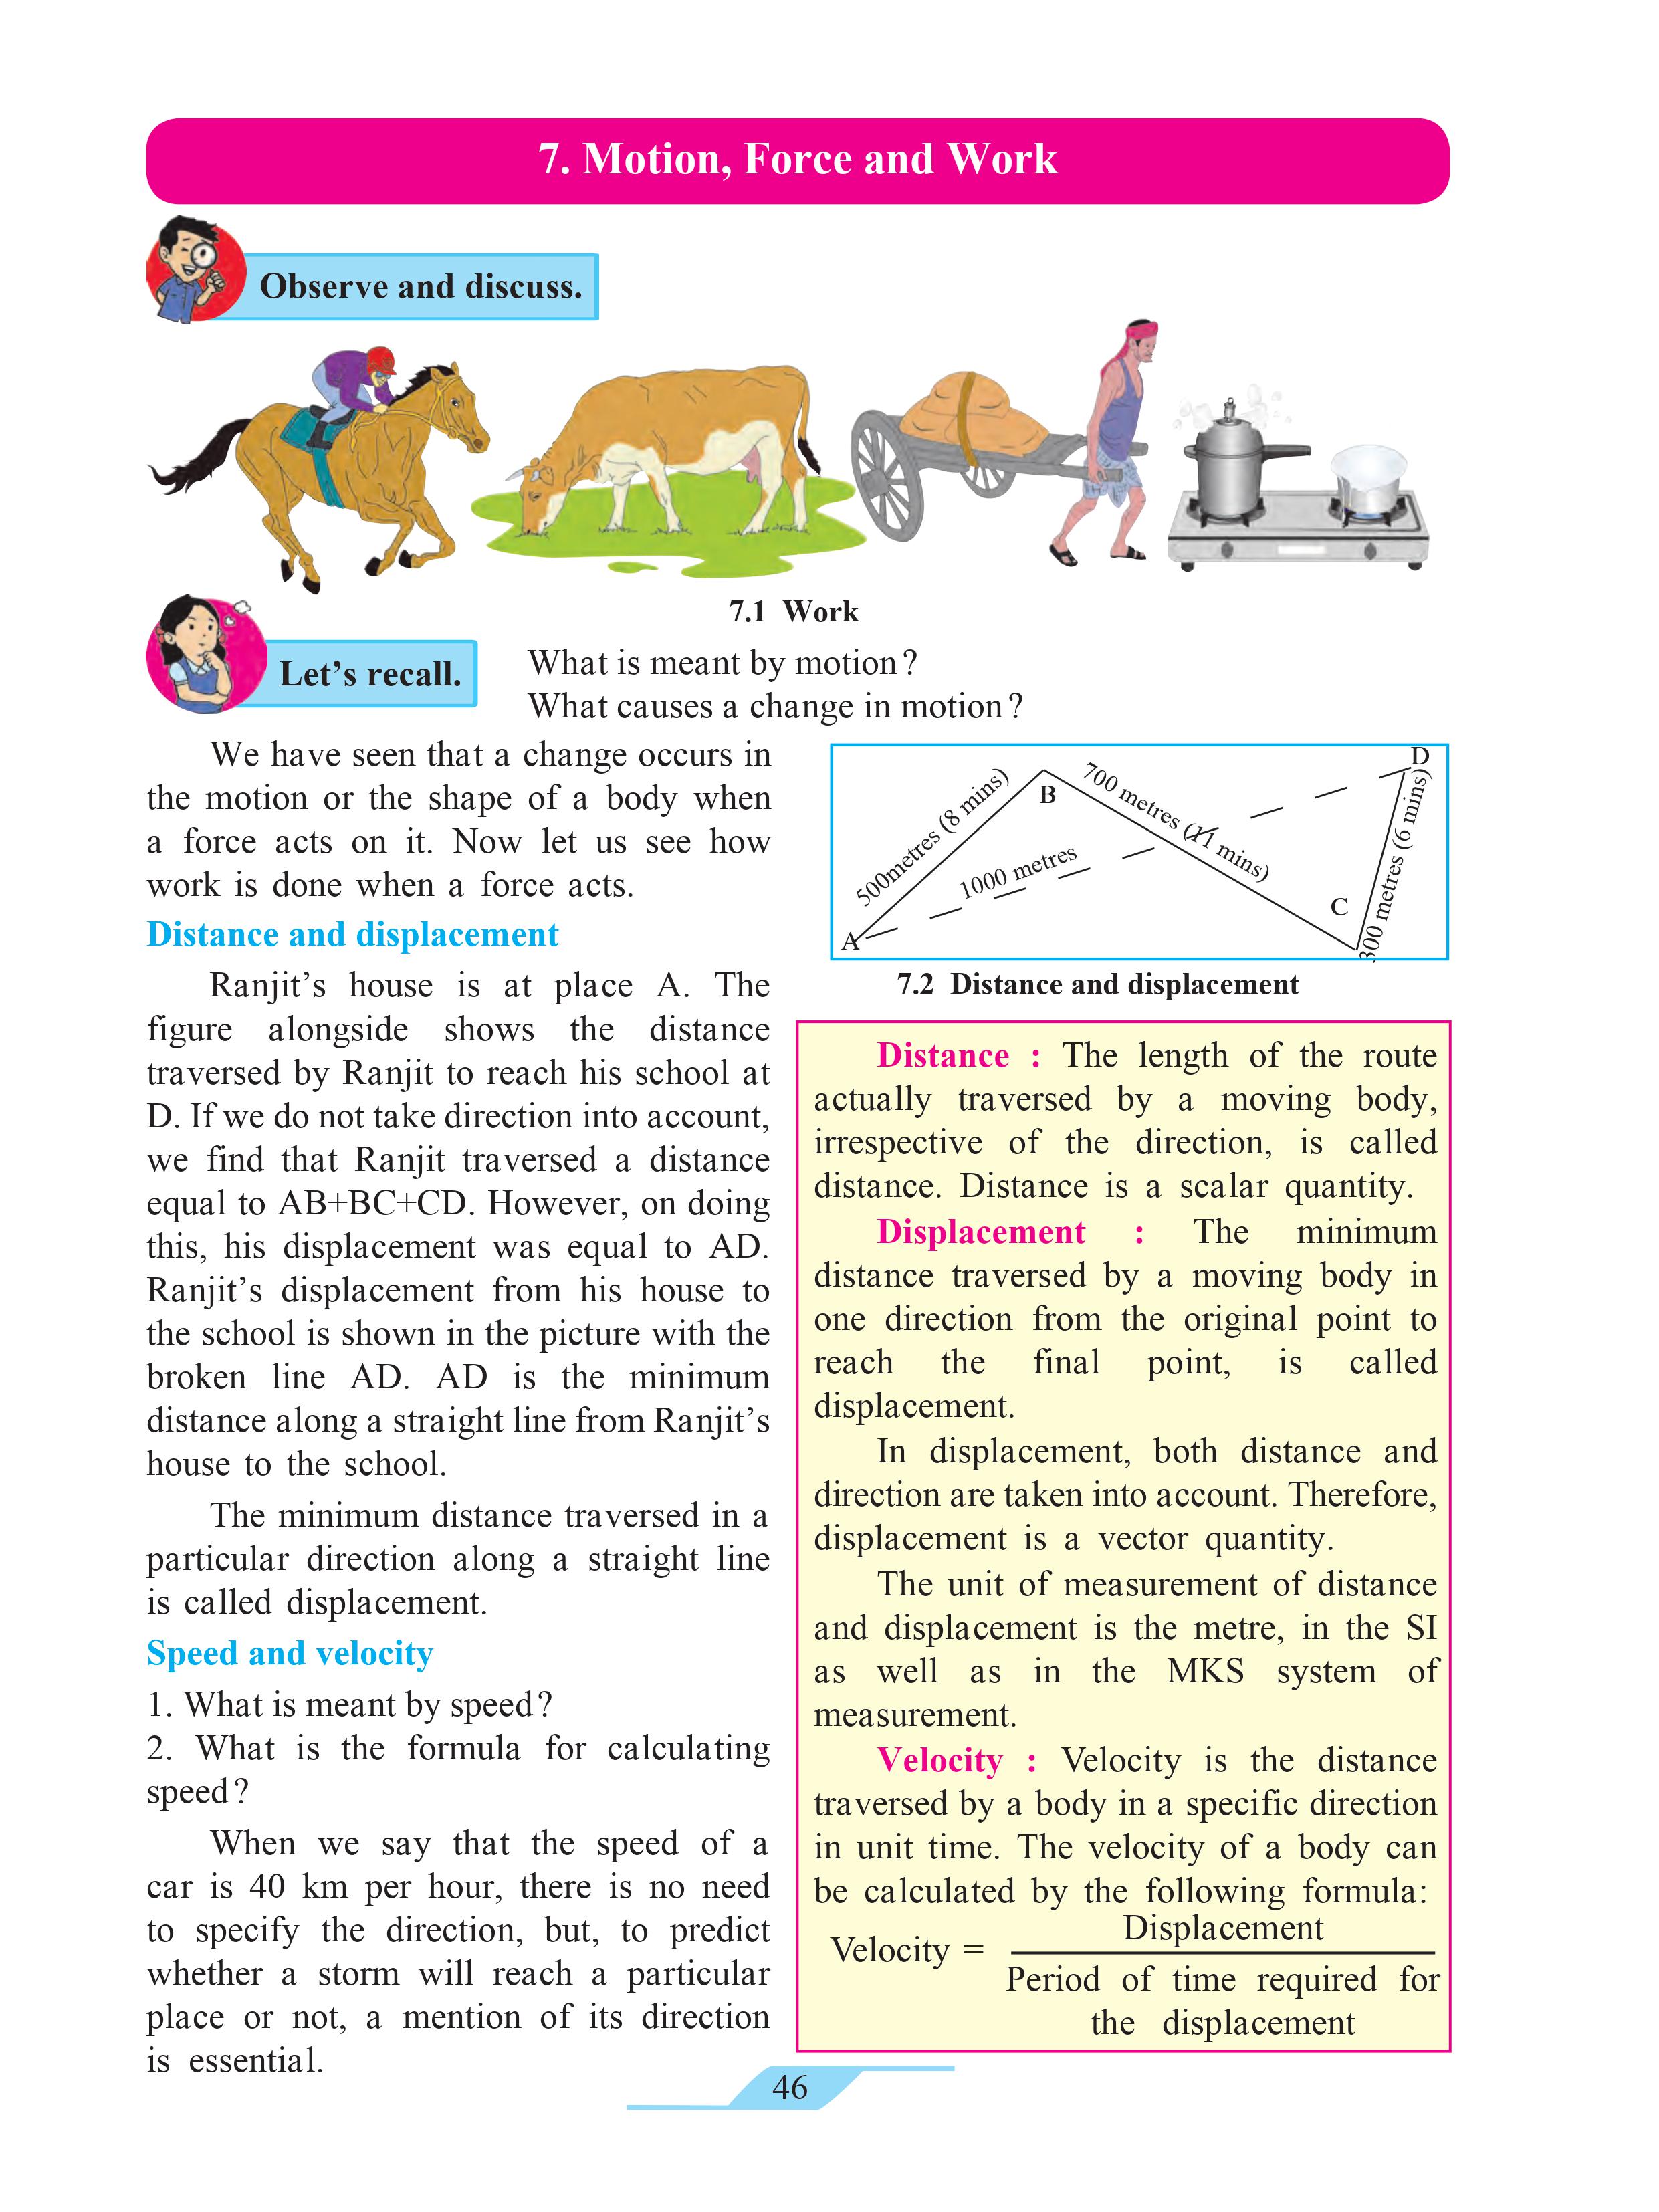 7. Motion, Force and Work
Observe and discuss.
7.1 Work
Let's recall.
What is meant by motion?
What causes a change in motion?
We have seen that a change occurs in
the motion or the shape of a body when
a force acts on it. Now let us see how
work is done when a force acts.
Distance and displacement
Ranjit's house is at place A. The
figure alongside shows the distance
traversed by Ranjit to reach his school at
D. If we do not take direction into account,
we find that Ranjit traversed a distance
equal to AB+BC+CD. However, on doing
this, his displacement was equal to AD.
Ranjit's displacement from his house to
the school is shown in the picture with the
broken line AD. AD is the minimum
distance along a straight line from Ranjit's
house to the school.
The minimum distance traversed in a
particular direction along a straight line
is called displacement.
Speed and velocity
1. What is meant by speed?
2. What is the formula for calculating
speed?
When we say that the speed of a
car is 40 km per hour, there is no need
to specify the direction, but, to predict
whether a storm will reach a particular
place or not, a mention of its direction
is essential.
A
500metres (8 mins)
B
700 metres (11 mins)
1000 metres
C
300 metres (6 mins)
D
7.2 Distance and displacement
Distance : The length of the route
actually traversed by a moving body,
irrespective of the direction, is called
distance. Distance is a scalar quantity.
Displacement : The minimum
distance traversed by a moving body in
one direction from the original point to
reach the final point, is called
displacement.
In displacement, both distance and
direction are taken into account. Therefore,
displacement is a vector quantity.
The unit of measurement of distance
and displacement is the metre, in the SI
as well as in the MKS system of
measurement.
Velocity : Velocity is the distance
traversed by a body in a specific direction
in unit time. The velocity of a body can
be calculated by the following formula:
Velocity =
Displacement
Period of time required for
the displacement
46